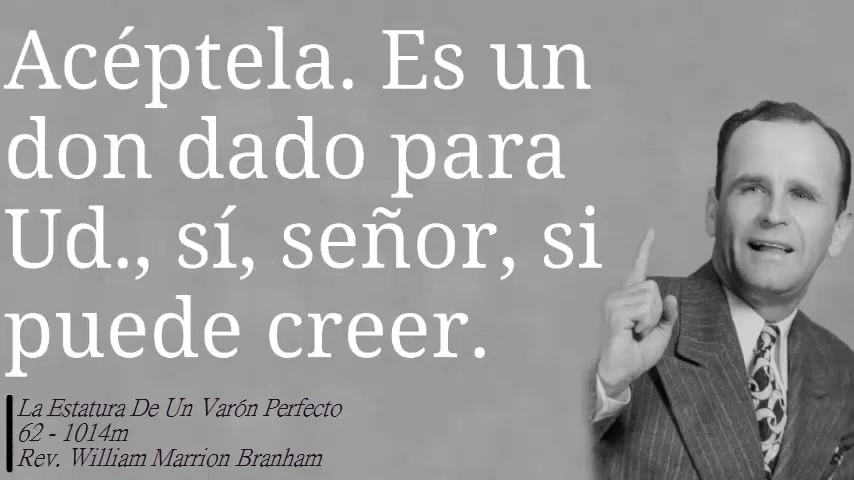 Acéptela. Es un
don dado para
Ud., sí, señor, si
puede creer.
La Estatura De Un Varón Perfecto
62 - 1014m
Rev. William Marrion Branham